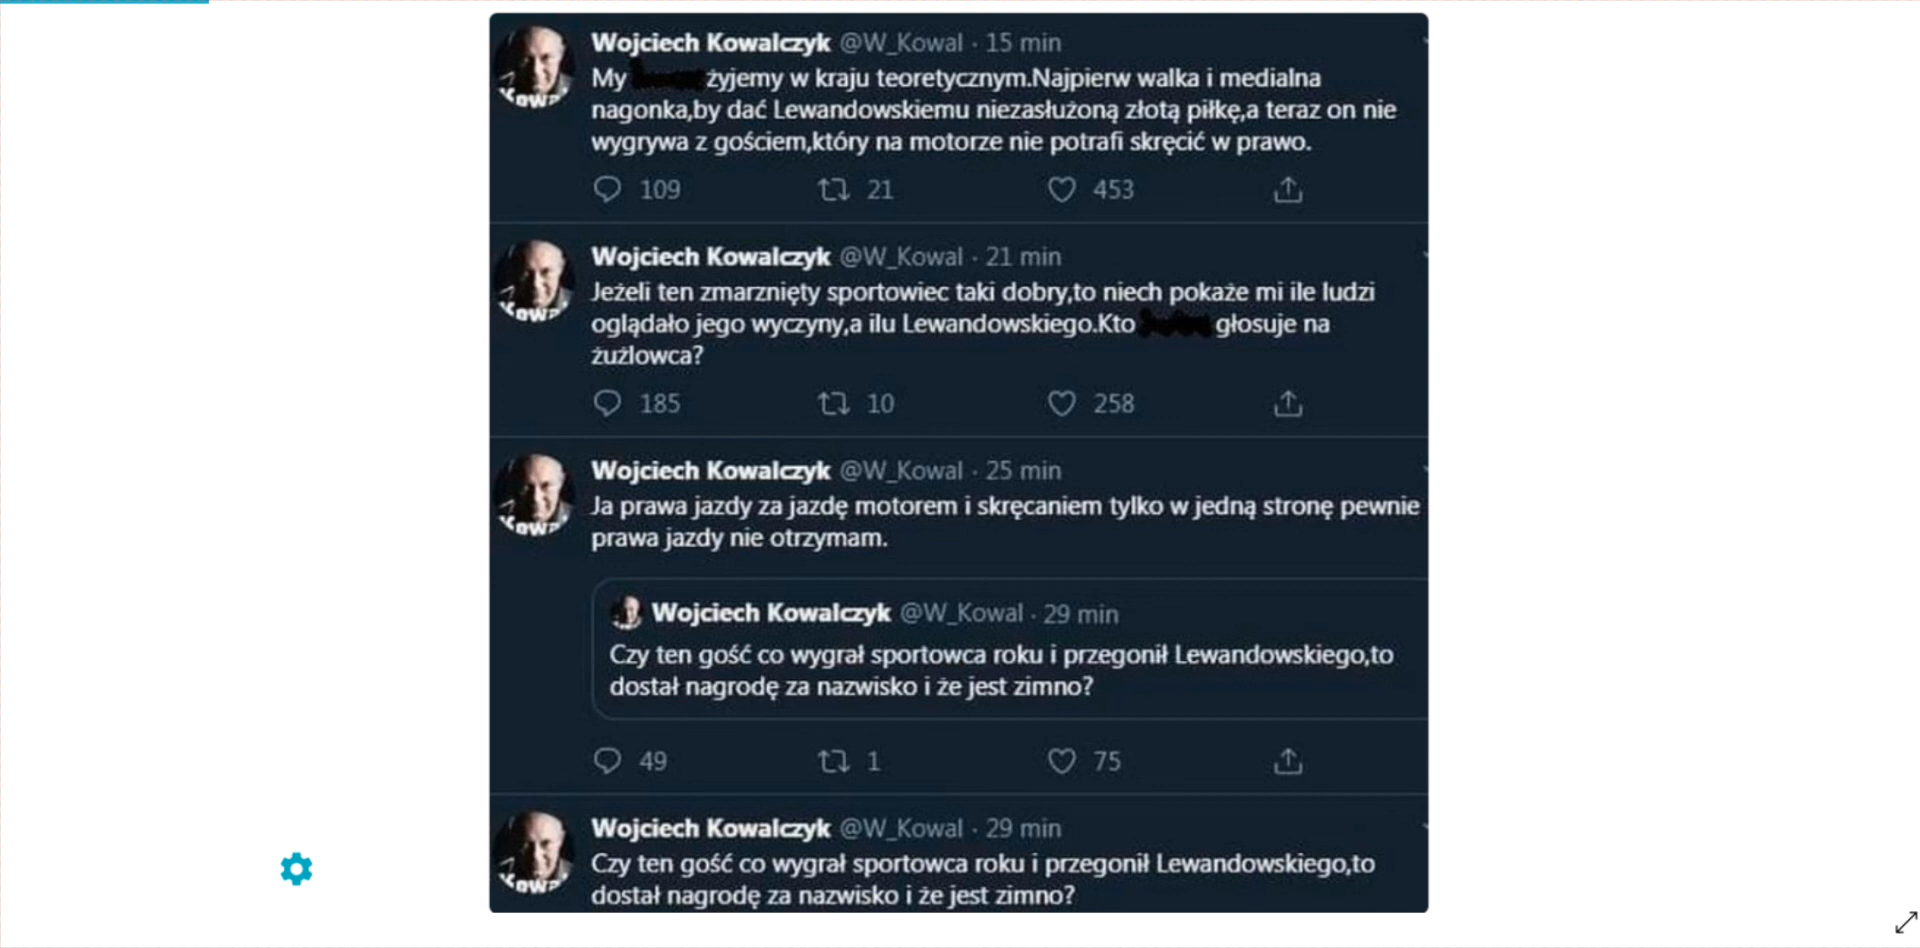 Wojciech Kowalczyk @W_Kowal · 15 min
My żyjemy w kraju teoretycznym.Najpierw walka i medialna
nagonka,by dać Lewandowskiemu niezasłużoną złotą piłkę,a teraz on nie
wygrywa z gościem,który na motorze nie potrafi skręcić w prawo.
109 21 453
Wojciech Kowalczyk @W_Kowal · 21 min
Jeżeli ten zmarznięty sportowiec taki dobry,to niech pokaże mi ile ludzi
oglądało jego wyczyny,a ilu Lewandowskiego.Kto głosuje na
żużlowca?
185 10 258
Wojciech Kowalczyk @W_Kowal · 25 min
Ja prawa jazdy za jazdę motorem i skręcaniem tylko w jedną stronę pewnie
prawa jazdy nie otrzymam.
Wojciech Kowalczyk @W_Kowal · 29 min
Czy ten gość co wygrał sportowca roku i przegonił Lewandowskiego,to
dostał nagrodę za nazwisko i że jest zimno?
49 1 75
Wojciech Kowalczyk @W_Kowal · 29 min
Czy ten gość co wygrał sportowca roku i przegonił Lewandowskiego,to
dostał nagrodę za nazwisko i że jest zimno?